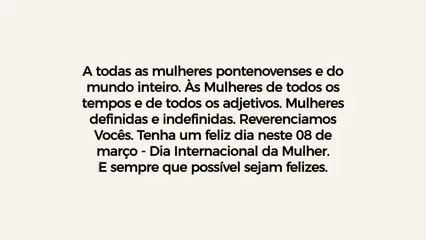 A todas as mulheres pontenovenses e do
mundo inteiro. Às Mulheres de todos os
tempos e de todos os adjetivos. Mulheres
definidas e indefinidas. Reverenciamos
Vocês. Tenha um feliz dia neste 08 de
março - Dia Internacional da Mulher.
E sempre que possível sejam felizes.